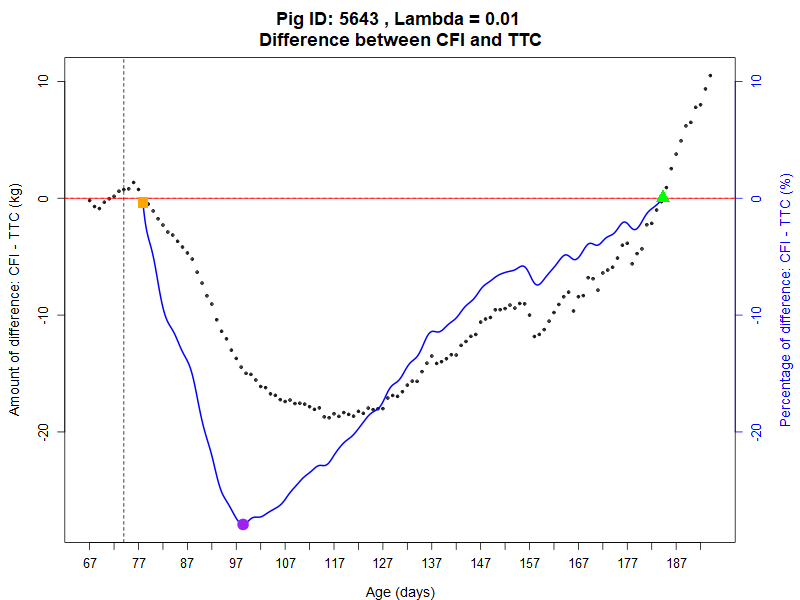 Pig ID: 5643 , Lambda = 0.01
Difference between CFI and TTC
Amount of difference: CFI - TTC (kg)
10
0
-10
-20
10
0
-10
-20
Percentage of difference: CFI - TTC (%)
67 77 87 97 107 117 127 137 147 157 167 177 187
Age (days)